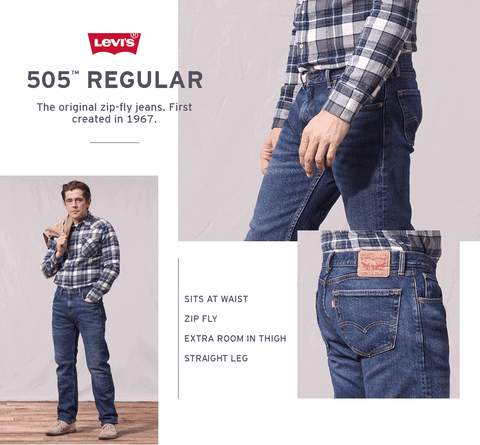 LEVI'S®
505™ REGULAR
The original zip-fly jeans. First
created in 1967.
SITS AT WAIST
ZIP FLY
EXTRA ROOM IN THIGH
STRAIGHT LEG